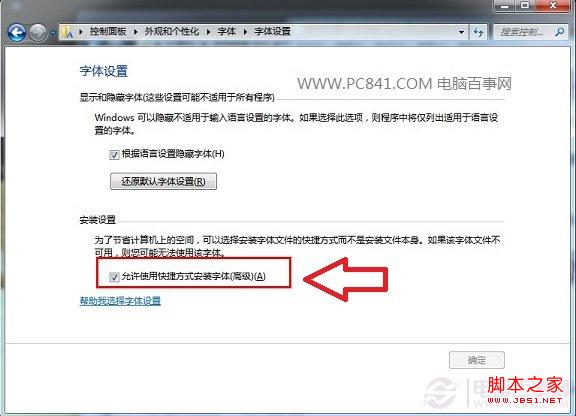 控制面板 ▸ 外观和个性化 ▸ 字体 ▸ 字体设置
搜索控制...
字体设置
WWW.PC841.COM 电脑百事网
显示和隐藏字体(这些设置可能不适用于所有程序)
Windows 可以隐藏不适用于输入语言设置的字体。如果选择此选项，则程序中将仅列出适用于语言设置的字体。
根据语言设置隐藏字体(H)
还原默认字体设置(R)
安装设置
为了节省计算机上的空间，可以选择安装字体文件的快捷方式而不是安装文件本身。如果该字体文件不可用，则您可能无法使用该字体。
允许使用快捷方式安装字体(高级)(A)
帮助我选择字体设置
确定
脚本之家
www.JB51.NET